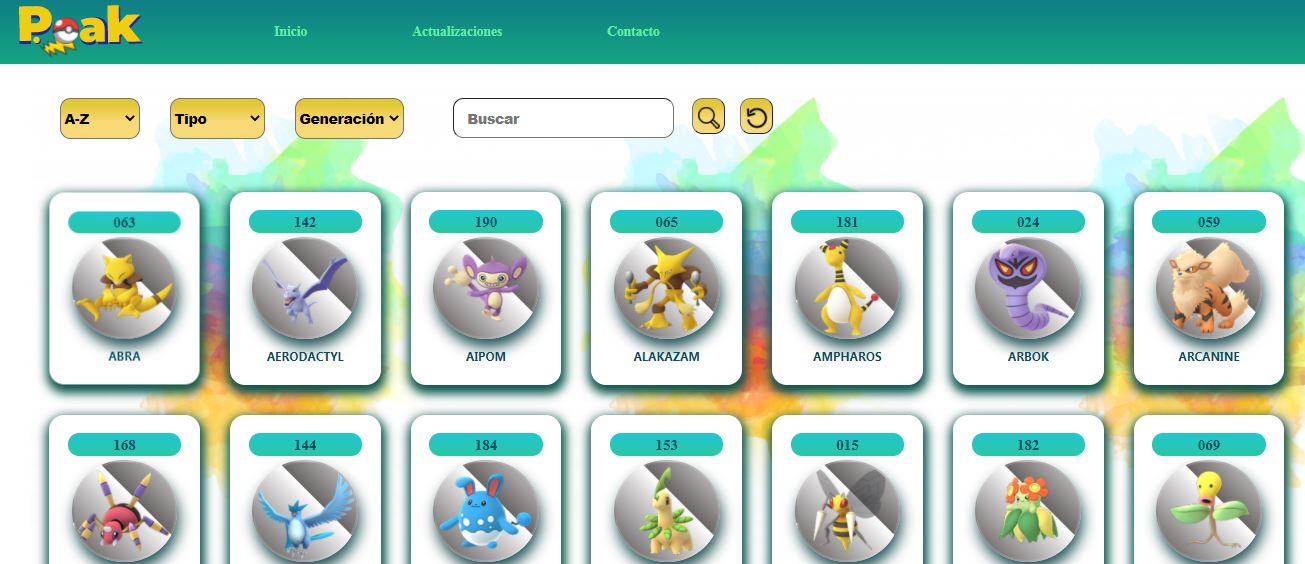 Poak
Inicio Actualizaciones Contacto
A-Z Tipo Generación Buscar
063 142 190 065 181 024 059
ABRA AERODACTYL AIPOM ALAKAZAM AMPHAROS ARBOK ARCANINE
168 144 184 153 015 182 069